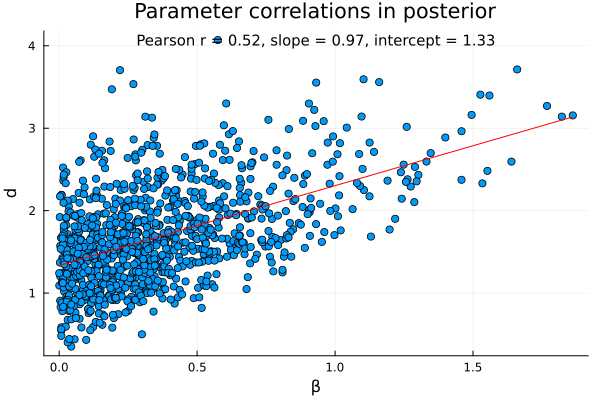 Parameter correlations in posterior
Pearson r = 0.52, slope = 0.97, intercept = 1.33
4
3
d
2
1
0.0 0.5 1.0 1.5
β